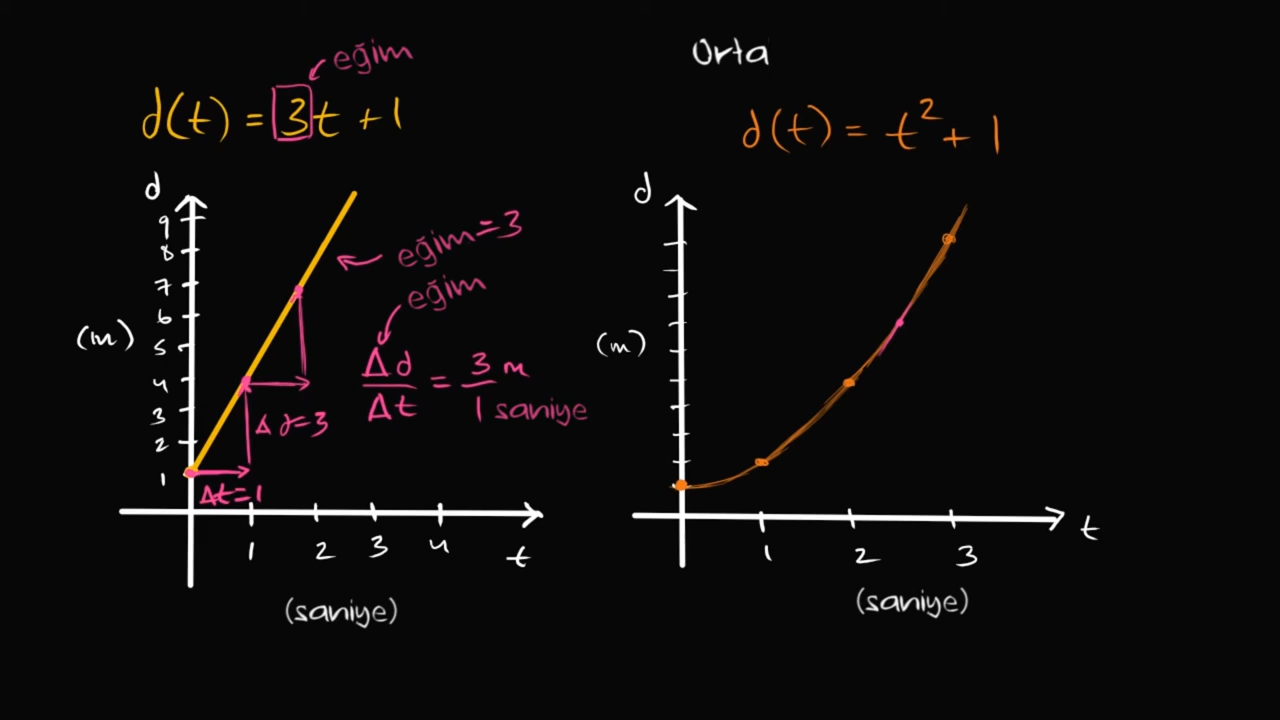 eğim
d(t) = 3t + 1
d
9
8
7
6
5
4
3
2
1
(m)
eğim = 3
eğim
Δd/Δt = 3 m/1 saniye
Δd=3
Δt=1
1 2 3 4 t
(saniye)
Orta
d(t) = t² + 1
d
(m)
1 2 3 t
(saniye)